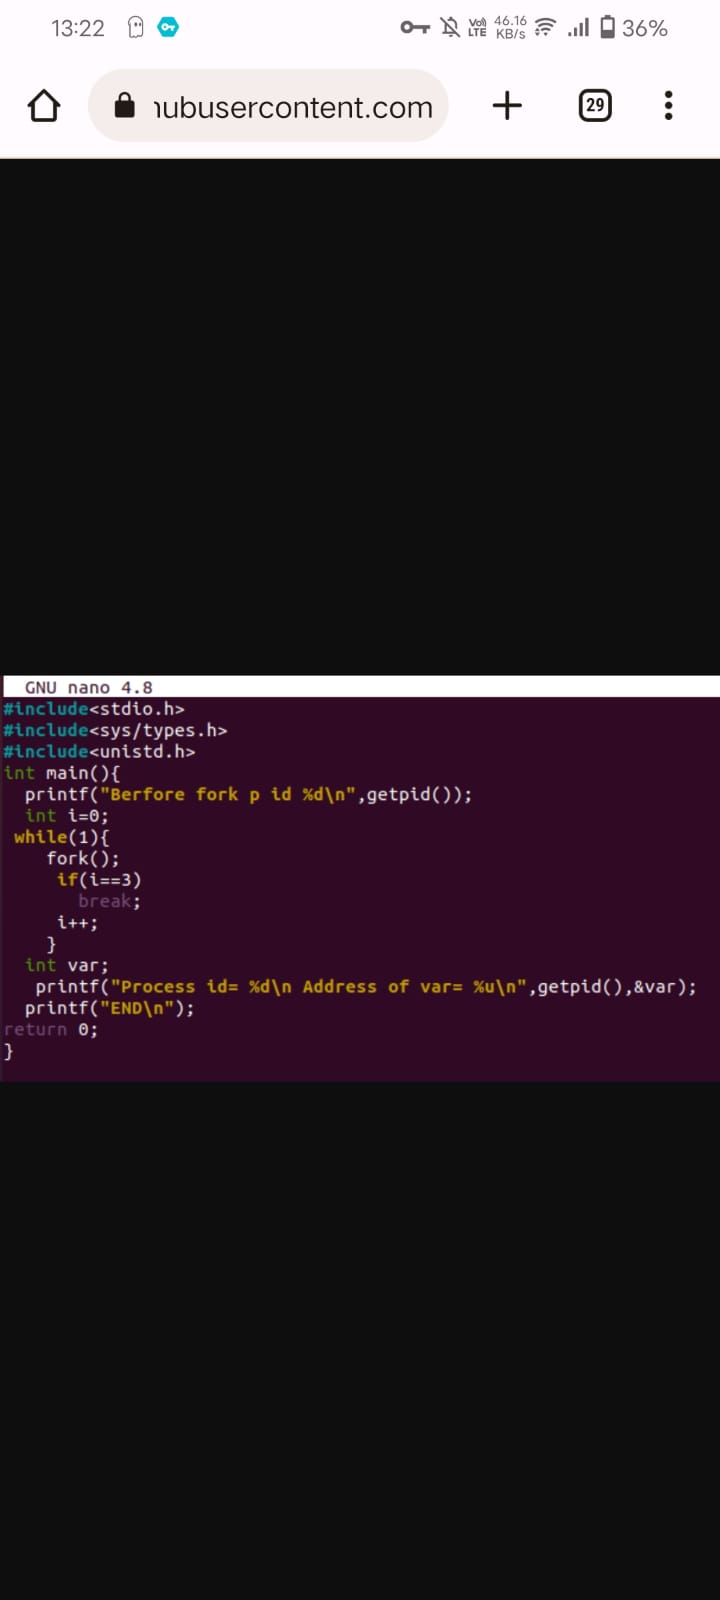 13:22 Vo) LTE 46.16 KB/s 36%
nubusercontent.com 29
GNU nano 4.8
#include<stdio.h>
#include<sys/types.h>
#include<unistd.h>
int main(){
printf("Berfore fork p id %d\n",getpid());
int i=0;
while(1){
fork();
if(i==3)
break;
i++;
}
int var;
printf("Process id= %d\n Address of var= %u\n",getpid(),&var);
printf("END\n");
return 0;
}